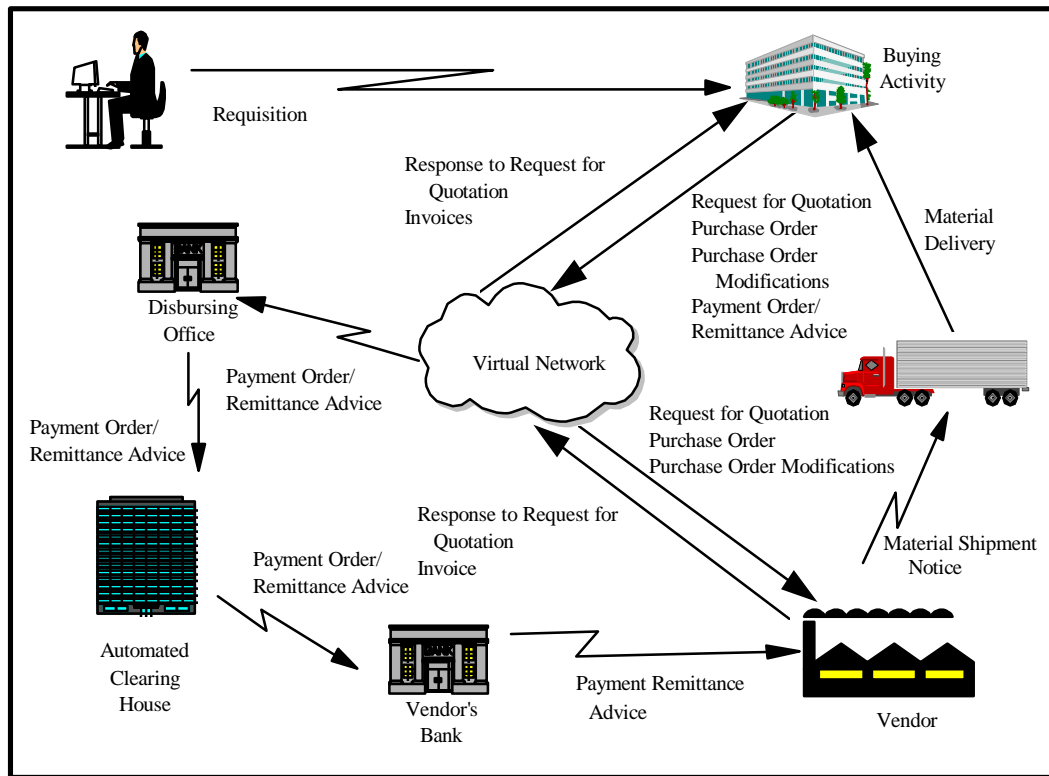 Requisition
Buying
Activity
Response to Request for
Quotation
Invoices
Request for Quotation
Purchase Order
Purchase Order
Modifications
Payment Order/
Remittance Advice
Material
Delivery
BANK
Disbursing
Office
Virtual Network
Payment Order/
Remittance Advice
Payment Order/
Remittance Advice
Request for Quotation
Purchase Order
Purchase Order Modifications
Response to Request for
Quotation
Invoice
Material Shipment
Notice
Payment Order/
Remittance Advice
Automated
Clearing
House
BANK
Vendor's
Bank
Payment Remittance
Advice
Vendor